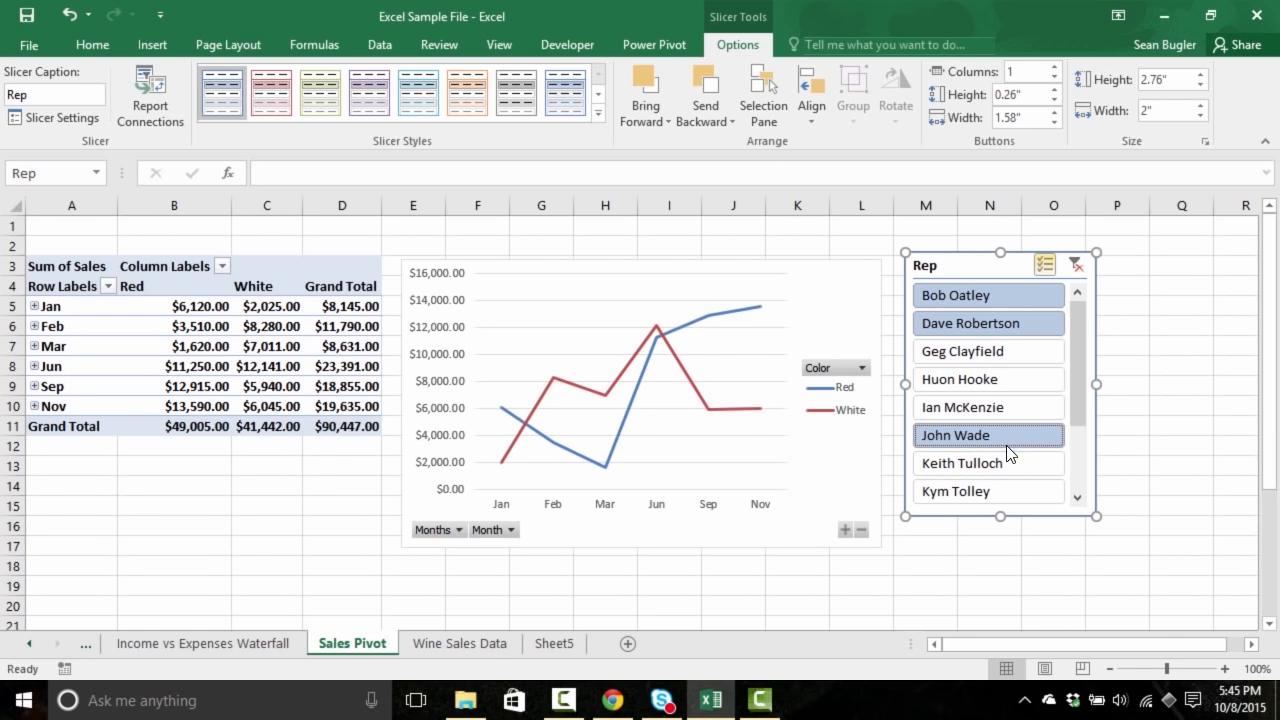 Excel Sample File - Excel
Slicer Tools
File Home Insert Page Layout Formulas Data Review View Developer Power Pivot Options Tell me what you want to do... Sean Bugler Share
Slicer Caption:
Rep
Slicer Settings
Report Connections
Bring Forward
Send Backward
Selection Pane
Align
Group
Rotate
Columns: 1
Height: 0.26"
Width: 1.58"
Height: 2.76"
Width: 2"
Slicer Slicer Styles Arrange Buttons Size
Rep fx
A B C D E F G H I J K L M N O P Q R
1
2
3 Sum of Sales Column Labels
4 Row Labels Red White Grand Total
5 Jan $6,120.00 $2,025.00 $8,145.00
6 Feb $3,510.00 $8,280.00 $11,790.00
7 Mar $1,620.00 $7,011.00 $8,631.00
8 Jun $11,250.00 $12,141.00 $23,391.00
9 Sep $12,915.00 $5,940.00 $18,855.00
10 Nov $13,590.00 $6,045.00 $19,635.00
11 Grand Total $49,005.00 $41,442.00 $90,447.00
12
13
14
15
16
17
18
19
20
21
$16,000.00
$14,000.00
$12,000.00
$10,000.00
$8,000.00
$6,000.00
$4,000.00
$2,000.00
$0.00
Jan Feb Mar Jun Sep Nov
Months Month
Color
Red
White
Rep
Bob Oatley
Dave Robertson
Geg Clayfield
Huon Hooke
Ian McKenzie
John Wade
Keith Tulloch
Kym Tolley
... Income vs Expenses Waterfall Sales Pivot Wine Sales Data Sheet5
Ready 100%
Ask me anything
5:45 PM
10/8/2015